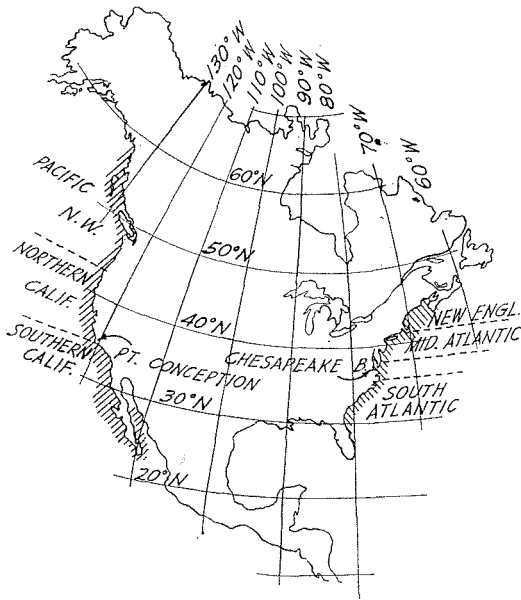 130°W
120°W
110°W
100°W
90°W
80°W
70°W
60°W
60°N
PACIFIC
N.W.
50°N
NORTHERN
CALIF.
40°N
SOUTHERN
CALIF.
PT. CONCEPTION
CHESAPEAKE B.
NEW ENGL.
MID ATLANTIC
SOUTH
ATLANTIC
30°N
20°N